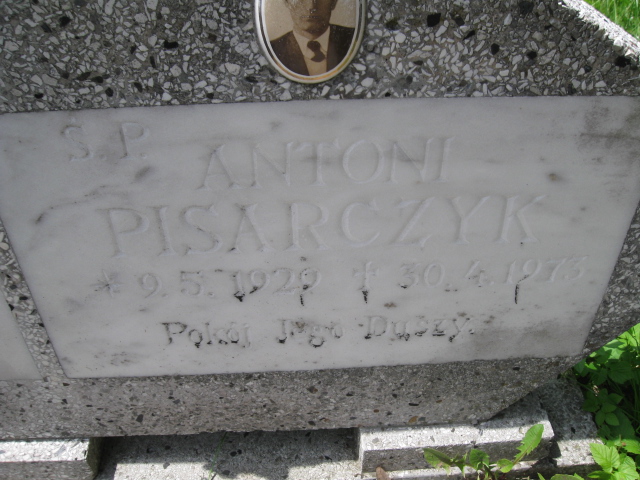 Ś.P.
ANTONI
PISARCZYK
* 9.5.1929 † 30.4.1973
Pokój Jego Duszy.